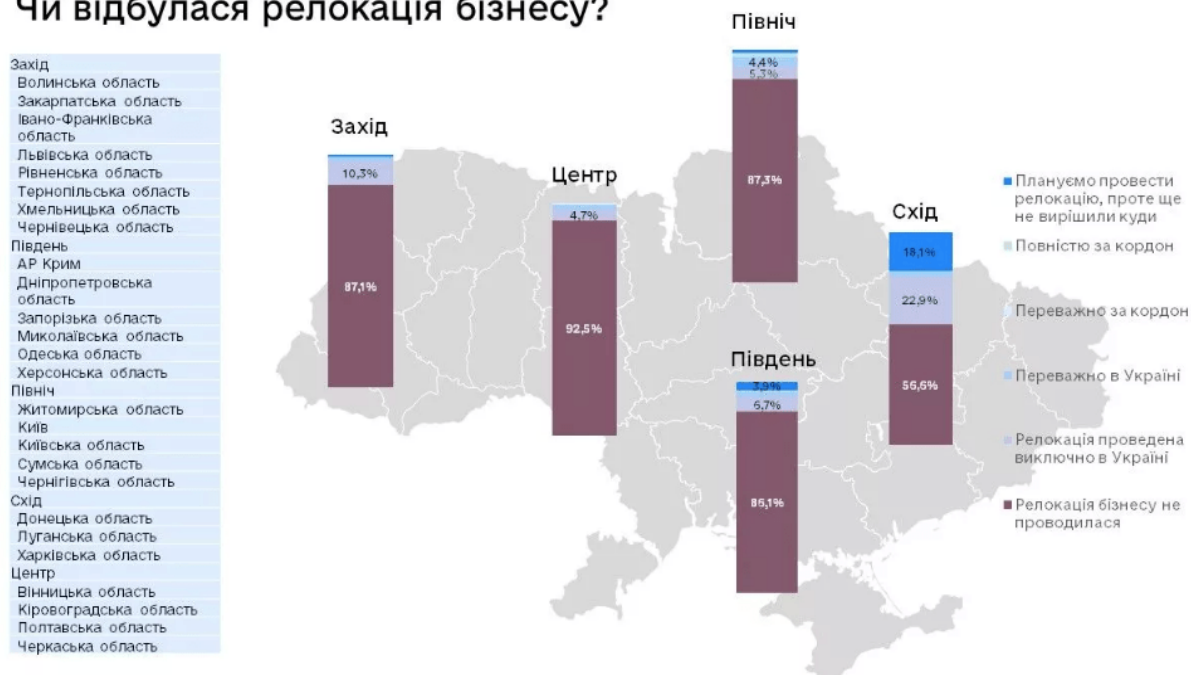 Чи відбулася релокація бізнесу?
Захід
Волинська область
Закарпатська область
Івано-Франківська
область
Львівська область
Рівненська область
Тернопільська область
Хмельницька область
Чернівецька область
Південь
АР Крим
Дніпропетровська
область
Запорізька область
Миколаївська область
Одеська область
Херсонська область
Північ
Житомирська область
Київ
Київська область
Сумська область
Чернігівська область
Схід
Донецька область
Луганська область
Харківська область
Центр
Вінницька область
Кіровоградська область
Полтавська область
Черкаська область
Захід
10,3%
87,1%
Центр
4,7%
92,5%
Північ
4,4%
5,3%
87,3%
Південь
3,9%
6,7%
86,1%
Схід
18,1%
22,9%
56,6%
Плануємо провести
релокацію, проте ще
не вирішили куди
Повністю за кордон
Переважно за кордон
Переважно в Україні
Релокація проведена
виключно в Україні
Релокація бізнесу не
проводилася